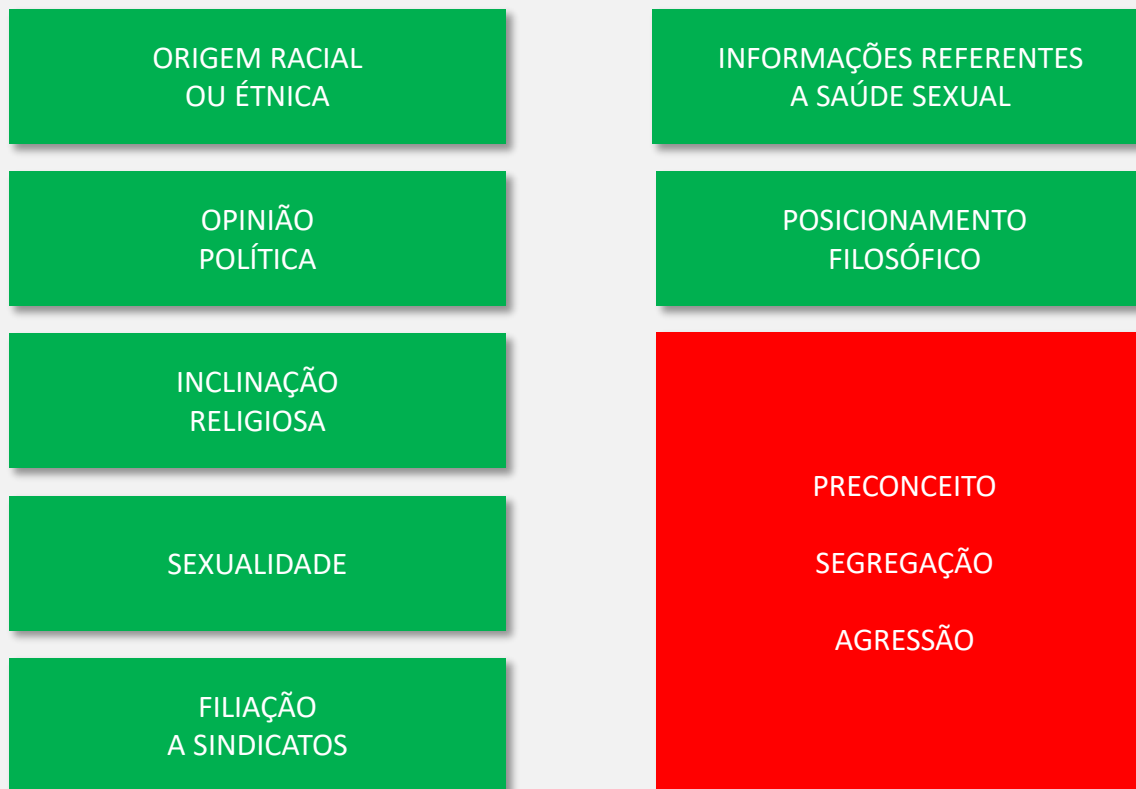 ORIGEM RACIAL
OU ÉTNICA
INFORMAÇÕES REFERENTES
A SAÚDE SEXUAL
OPINIÃO
POLÍTICA
POSICIONAMENTO
FILOSÓFICO
INCLINAÇÃO
RELIGIOSA
SEXUALIDADE
FILIAÇÃO
A SINDICATOS
PRECONCEITO
SEGREGAÇÃO
AGRESSÃO